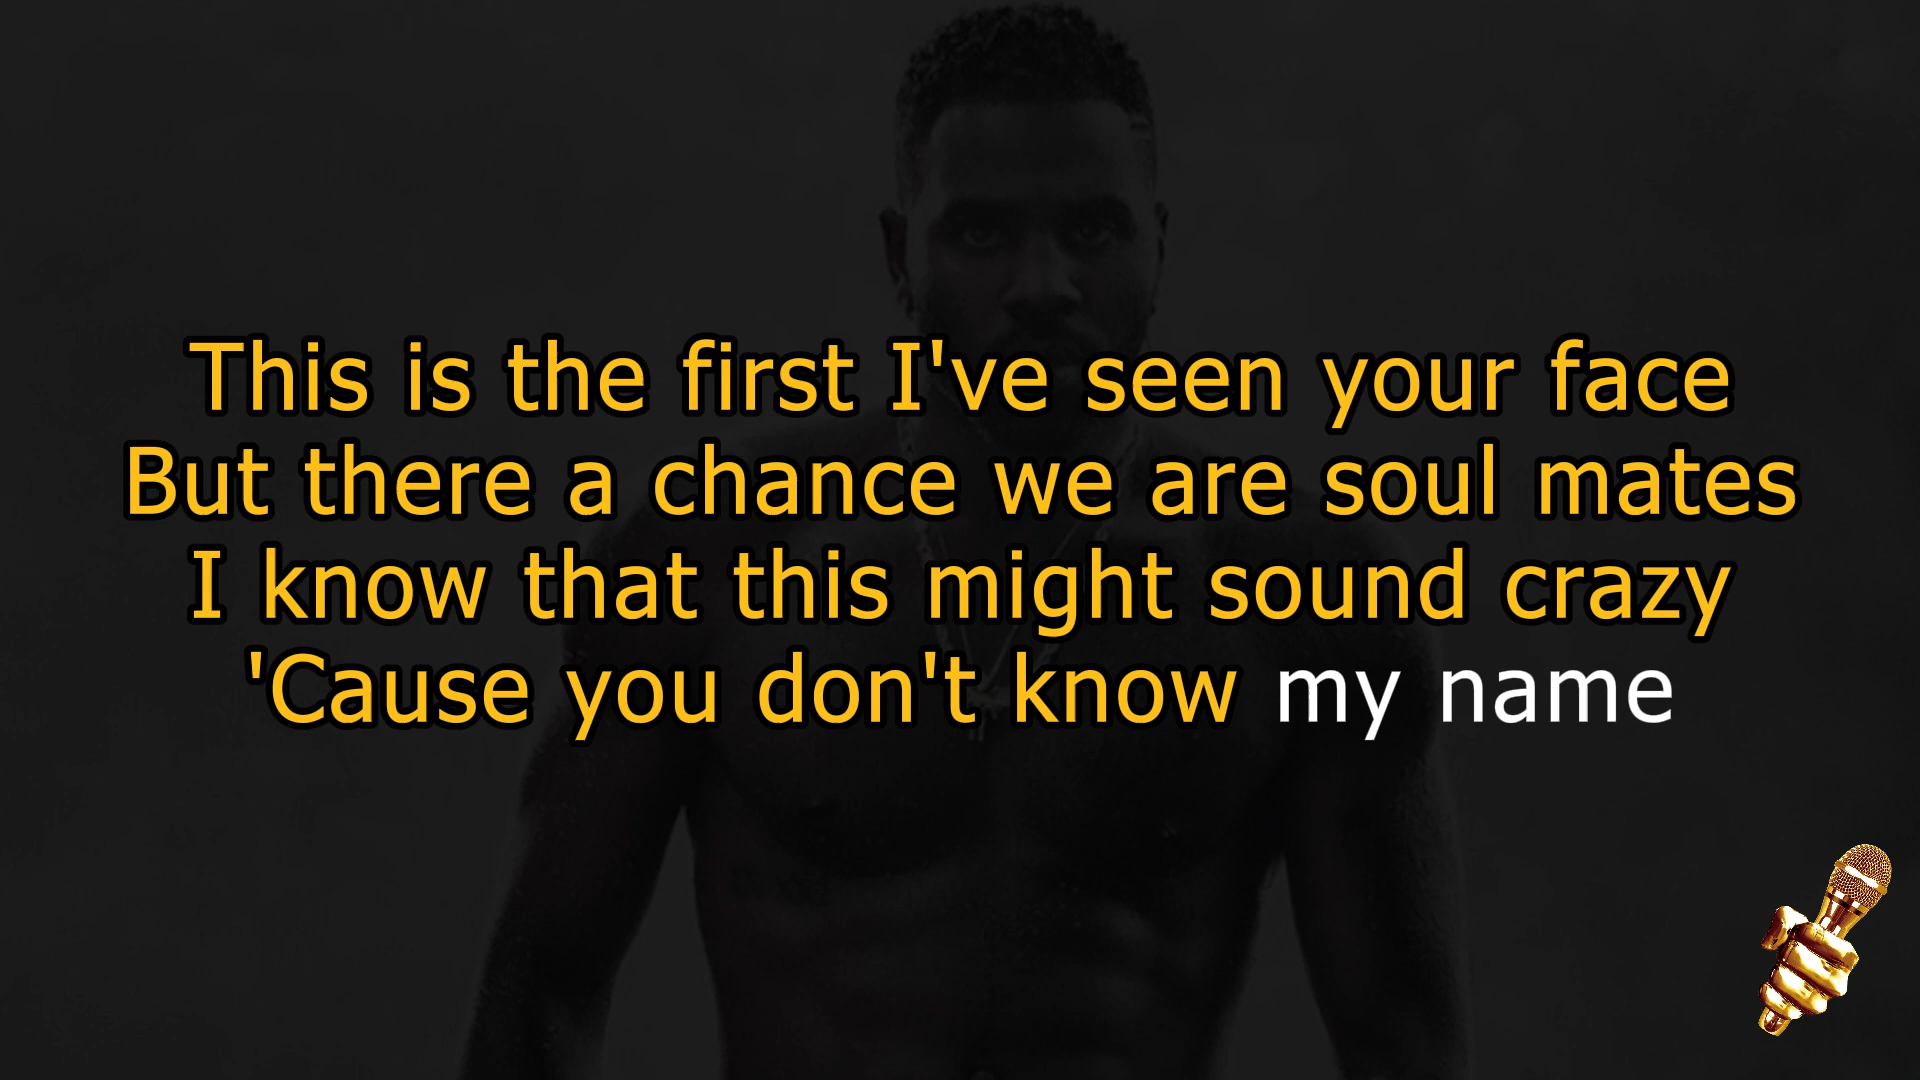 This is the first I've seen your face
But there a chance we are soul mates
I know that this might sound crazy
'Cause you don't know my name